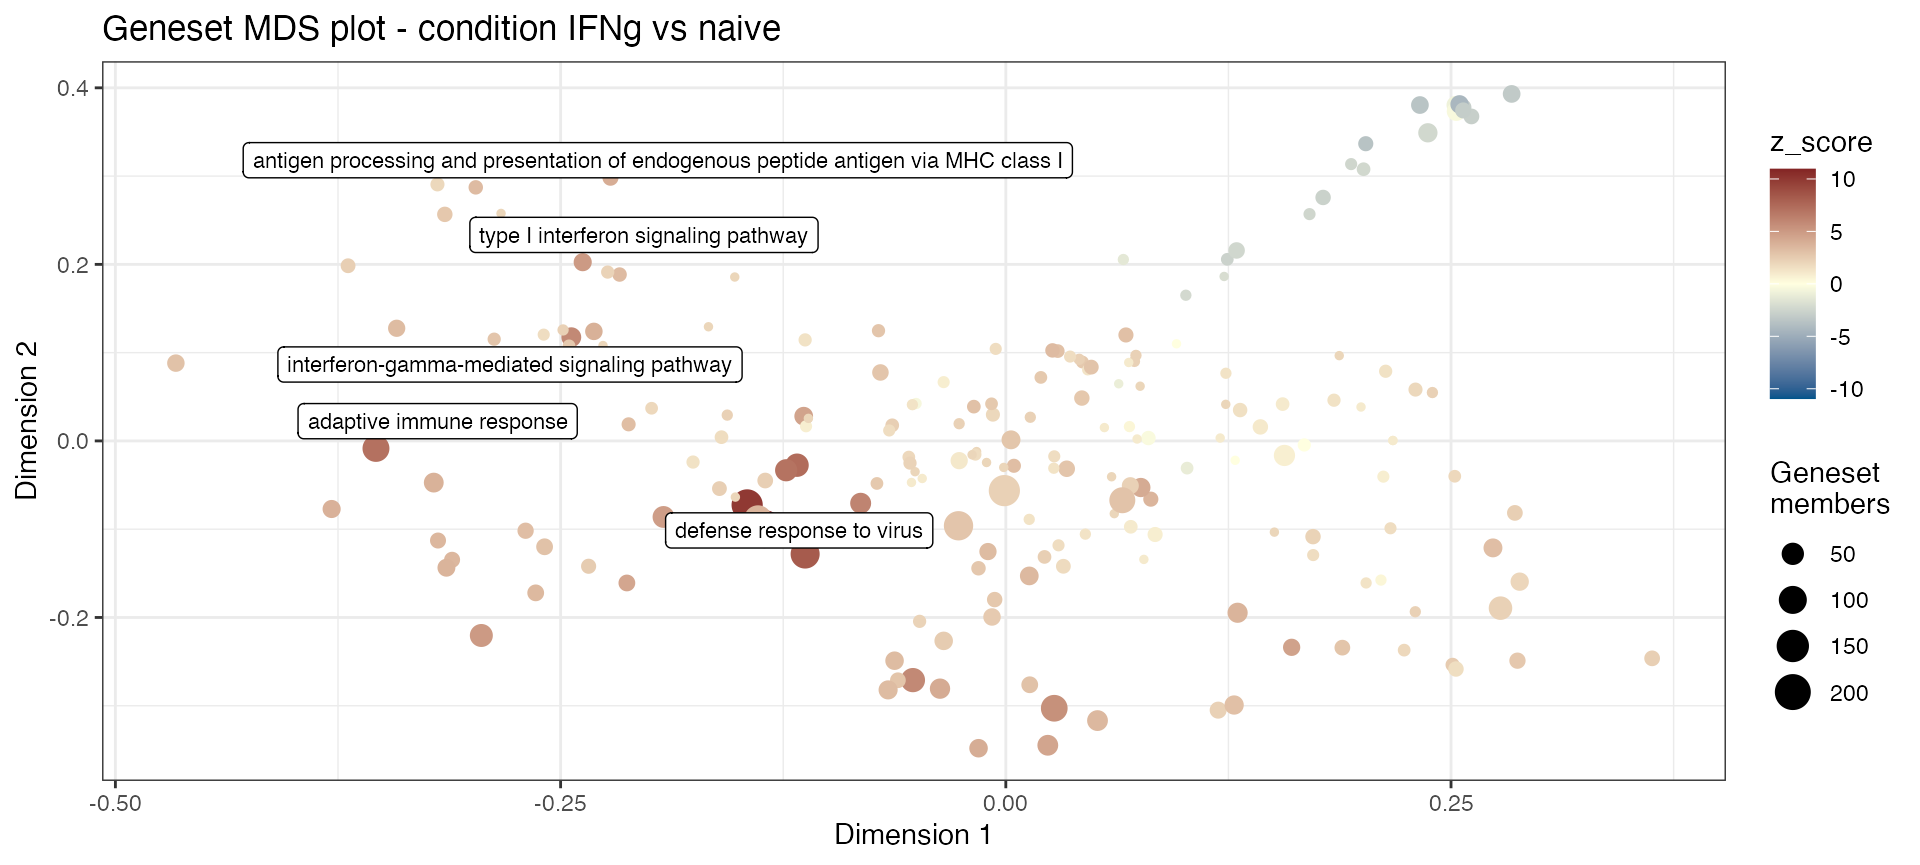 Geneset MDS plot - condition IFNg vs naive
0.4
0.2
0.0
-0.2
Dimension 2
antigen processing and presentation of endogenous peptide antigen via MHC class I
type I interferon signaling pathway
interferon-gamma-mediated signaling pathway
adaptive immune response
defense response to virus
-0.50
-0.25
0.00
0.25
Dimension 1
z_score
10
5
0
-5
-10
Geneset
members
50
100
150
200